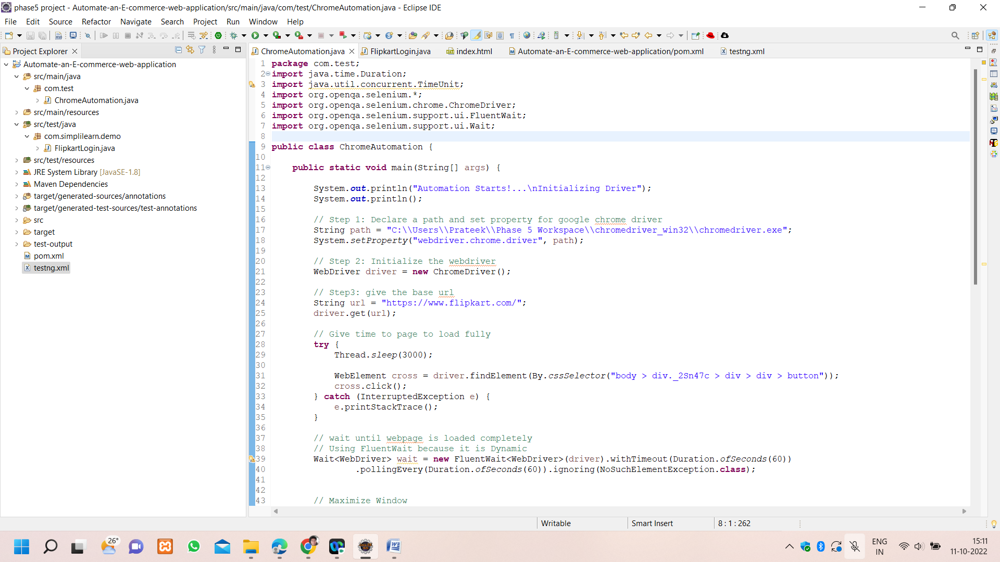 phase5 project - Automate-an-E-commerce-web-application/src/main/java/com/test/ChromeAutomation.java - Eclipse IDE
File Edit Source Refactor Navigate Search Project Run Window Help
Project Explorer
Automate-an-E-commerce-web-application
src/main/java
com.test
ChromeAutomation.java
src/main/resources
src/test/java
com.simplilearn.demo
FlipkartLogin.java
src/test/resources
JRE System Library [JavaSE-1.8]
Maven Dependencies
target/generated-sources/annotations
target/generated-test-sources/test-annotations
src
target
test-output
pom.xml
testng.xml
ChromeAutomation.java FlipkartLogin.java index.html Automate-an-E-commerce-web-application/pom.xml testng.xml
1 package com.test;
2 import java.time.Duration;
3 import java.util.concurrent.TimeUnit;
4 import org.openqa.selenium.*;
5 import org.openqa.selenium.chrome.ChromeDriver;
6 import org.openqa.selenium.support.ui.FluentWait;
7 import org.openqa.selenium.support.ui.Wait;
8
9 public class ChromeAutomation {
10
11 public static void main(String[] args) {
12
13 System.out.println("Automation Starts!...\nInitializing Driver");
14 System.out.println();
15
16 // Step 1: Declare a path and set property for google chrome driver
17 String path = "C:\\Users\\Prateek\\Phase 5 Workspace\\chromedriver_win32\\chromedriver.exe";
18 System.setProperty("webdriver.chrome.driver", path);
19
20 // Step 2: Initialize the webdriver
21 WebDriver driver = new ChromeDriver();
22
23 // Step3: give the base url
24 String url = "https://www.flipkart.com/";
25 driver.get(url);
26
27 // Give time to page to load fully
28 try {
29 Thread.sleep(3000);
30
31 WebElement cross = driver.findElement(By.cssSelector("body > div._2Sn47c > div > div > button"));
32 cross.click();
33 } catch (InterruptedException e) {
34 e.printStackTrace();
35 }
36
37 // wait until webpage is loaded completely
38 // Using FluentWait because it is Dynamic
39 Wait<WebDriver> wait = new FluentWait<WebDriver>(driver).withTimeout(Duration.ofSeconds(60))
40 .pollingEvery(Duration.ofSeconds(60)).ignoring(NoSuchElementException.class);
41
42
43 // Maximize Window
Writable Smart Insert 8 : 1 : 262
26°
ENG
IN
15:11
11-10-2022